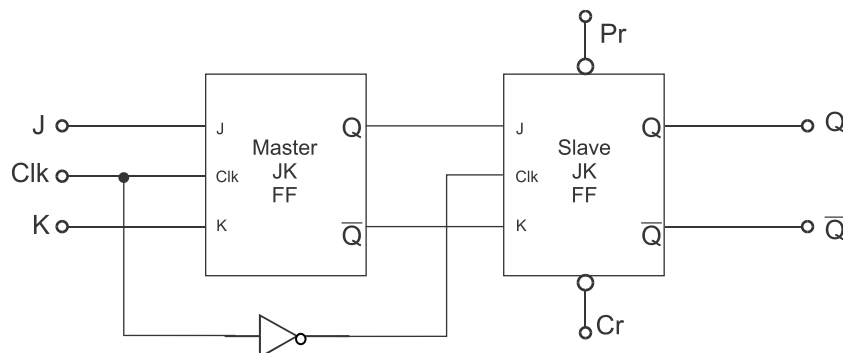 Pr
J
J
Q
J
Q
Q
Master
JK
FF
Slave
JK
FF
Clk
Clk
Clk
K
K
Q̅
K
Q̅
Q̅
Cr